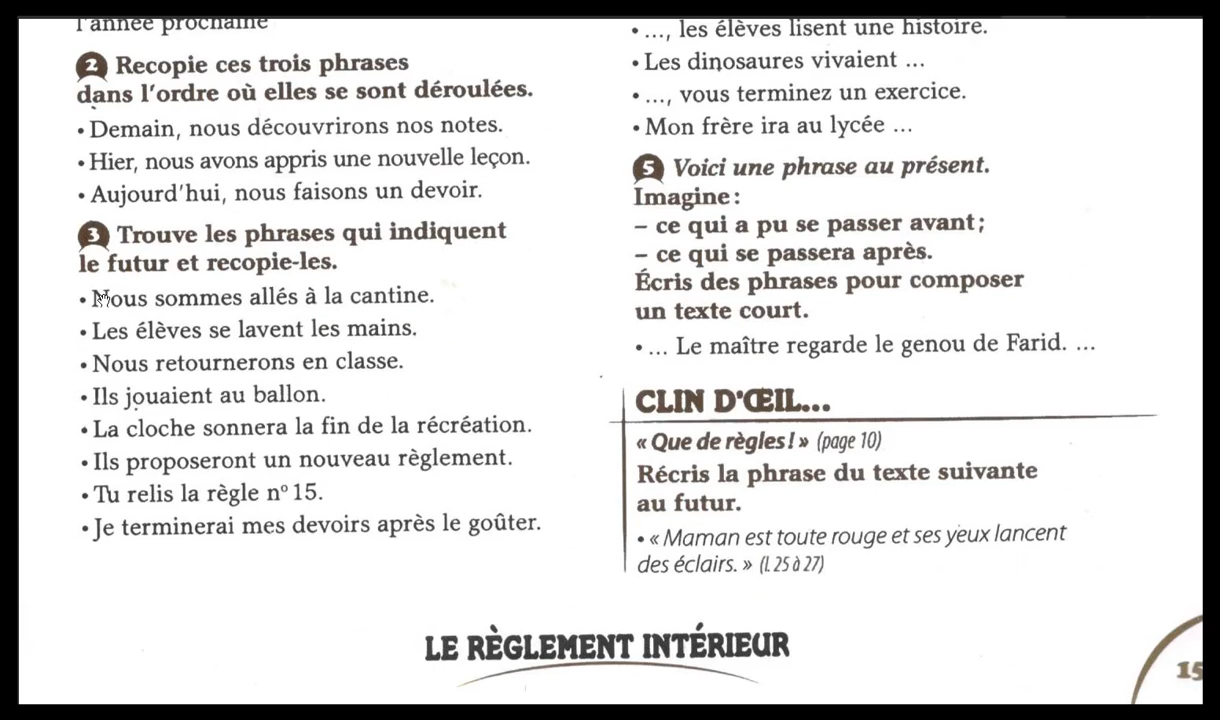 l'année prochaine
2 Recopie ces trois phrases
dans l'ordre où elles se sont déroulées.
• Demain, nous découvrirons nos notes.
• Hier, nous avons appris une nouvelle leçon.
• Aujourd'hui, nous faisons un devoir.
3 Trouve les phrases qui indiquent
le futur et recopie-les.
• Nous sommes allés à la cantine.
• Les élèves se lavent les mains.
• Nous retournerons en classe.
• Ils jouaient au ballon.
• La cloche sonnera la fin de la récréation.
• Ils proposeront un nouveau règlement.
• Tu relis la règle nº 15.
• Je terminerai mes devoirs après le goûter.
• ..., les élèves lisent une histoire.
• Les dinosaures vivaient ...
• ..., vous terminez un exercice.
• Mon frère ira au lycée ...
5 Voici une phrase au présent.
Imagine :
– ce qui a pu se passer avant ;
– ce qui se passera après.
Écris des phrases pour composer
un texte court.
• ... Le maître regarde le genou de Farid. ...
CLIN D'ŒIL...
« Que de règles ! » (page 10)
Récris la phrase du texte suivante
au futur.
• « Maman est toute rouge et ses yeux lancent
des éclairs. » (l. 25 à 27)
LE RÈGLEMENT INTÉRIEUR
15